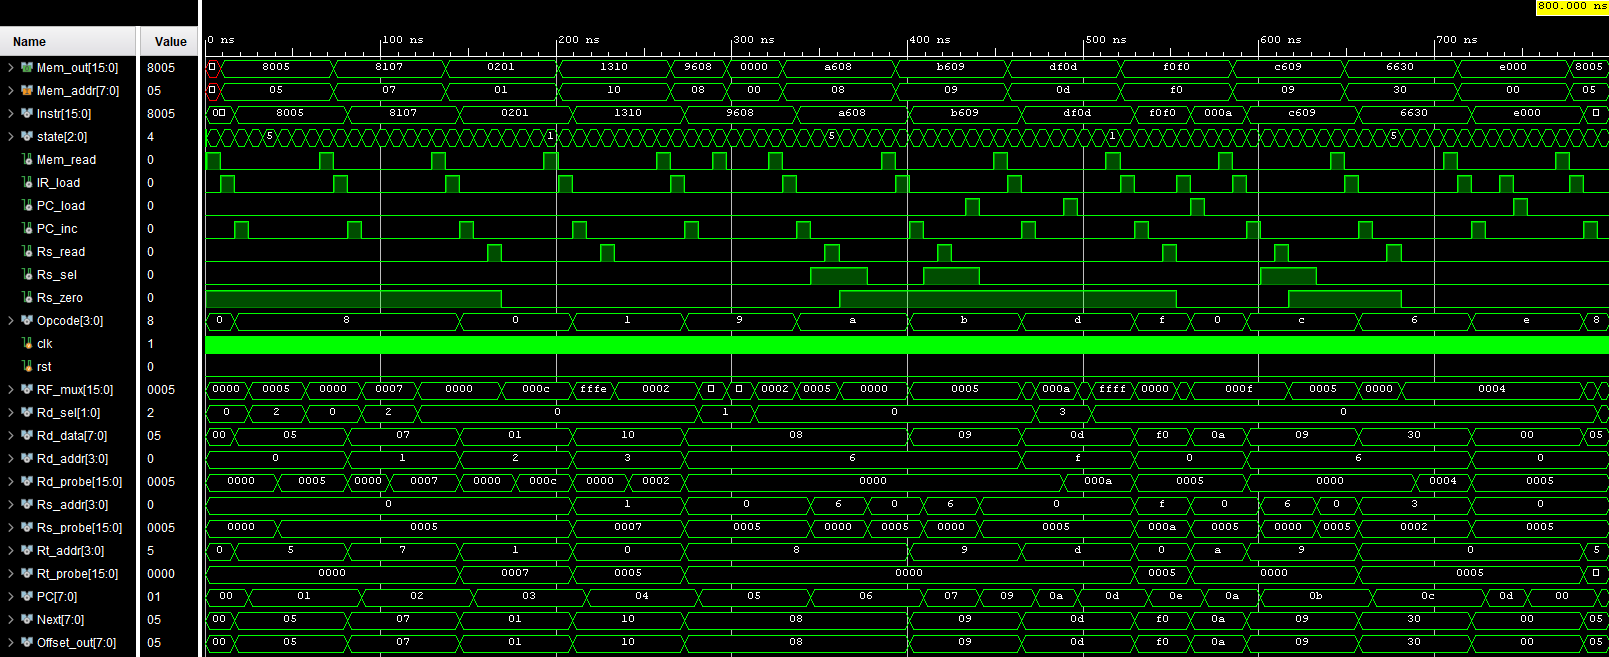 800.000 ns
Name Value 0 ns 100 ns 200 ns 300 ns 400 ns 500 ns 600 ns 700 ns
Mem_out[15:0] 8005 8005 8107 0201 1310 9608 0000 a608 b609 df0d f0f0 c609 6630 e000 8005
Mem_addr[7:0] 05 05 07 01 10 08 00 08 09 0d f0 09 30 00 05
Instr[15:0] 8005 0 8005 8107 0201 1310 9608 a608 b609 df0d f0f0 000a c609 6630 e000
state[2:0] 4 5 1 5 1 5
Mem_read 0
IR_load 0
PC_load 0
PC_inc 0
Rs_read 0
Rs_sel 0
Rs_zero 0
Opcode[3:0] 8 0 8 0 1 9 a b d f 0 c 6 e 8
clk 1
rst 0
RF_mux[15:0] 0005 0000 0005 0000 0007 0000 000c fffe 0002 0002 0005 0000 0005 000a ffff 0000 000f 0005 0000 0004
Rd_sel[1:0] 2 0 2 0 2 0 1 0 3 0
Rd_data[7:0] 05 00 05 07 01 10 08 09 0d f0 0a 09 30 00 05
Rd_addr[3:0] 0 0 1 2 3 6 f 0 6 0
Rd_probe[15:0] 0005 0000 0005 0000 0007 0000 000c 0000 0002 0000 000a 0005 0000 0004 0005
Rs_addr[3:0] 0 0 1 0 6 0 6 0 f 0 6 0 3 0
Rs_probe[15:0] 0005 0000 0005 0007 0005 0000 0005 0000 0005 000a 0005 0000 0005 0002 0005
Rt_addr[3:0] 5 0 5 7 1 0 8 9 d 0 a 9 0 5
Rt_probe[15:0] 0000 0000 0007 0005 0000 0005 0000 0005
PC[7:0] 01 00 01 02 03 04 05 06 07 09 0a 0d 0e 0a 0b 0c 0d 00
Next[7:0] 05 00 05 07 01 10 08 09 0d f0 0a 09 30 00 05
Offset_out[7:0] 05 00 05 07 01 10 08 09 0d f0 0a 09 30 00 05